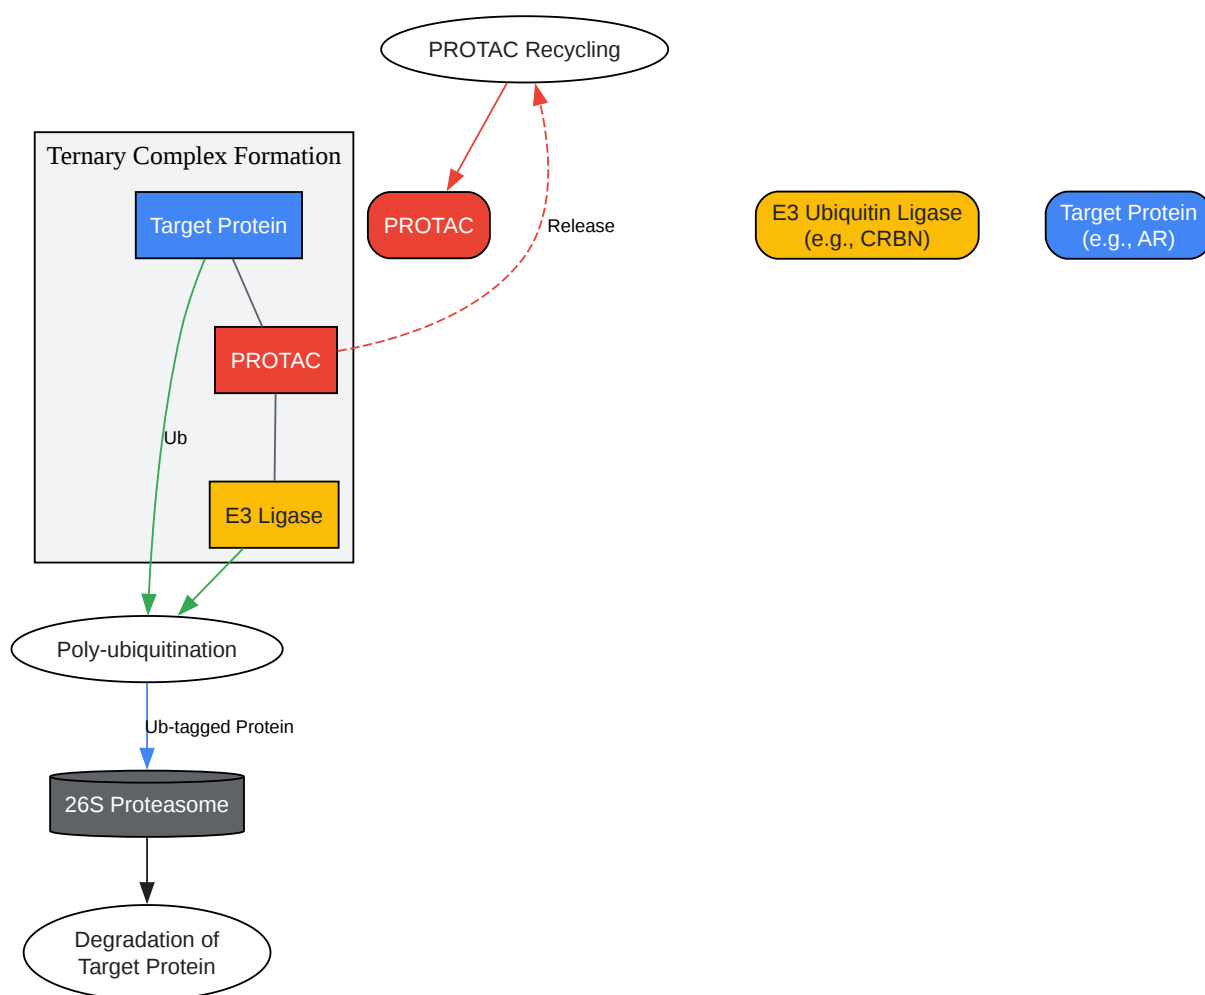 PROTAC Recycling
Ternary Complex Formation
Target Protein
PROTAC
E3 Ubiquitin Ligase
(e.g., CRBN)
Target Protein
(e.g., AR)
Release
PROTAC
Ub
E3 Ligase
Poly-ubiquitination
Ub-tagged Protein
26S Proteasome
Degradation of
Target Protein